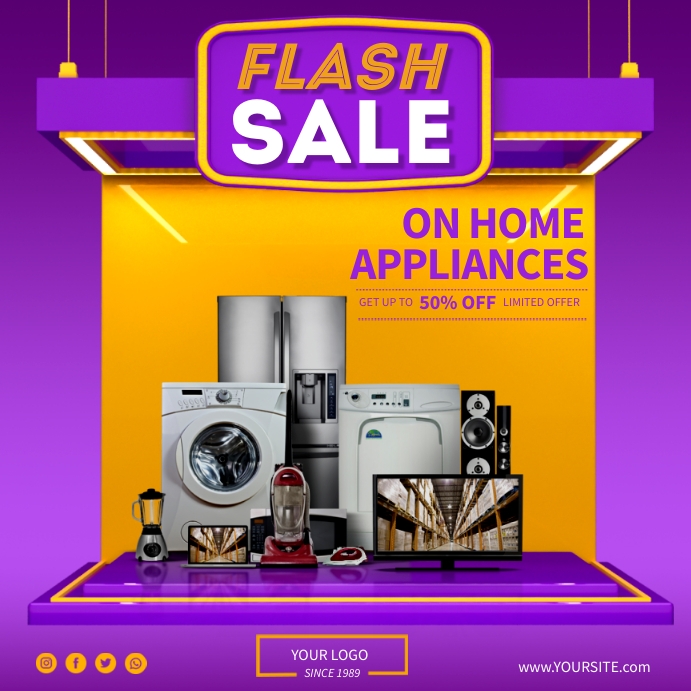 FLASH
SALE
ON HOME
APPLIANCES
GET UP TO 50% OFF LIMITED OFFER
YOUR LOGO
SINCE 1989
www.YOURSITE.com